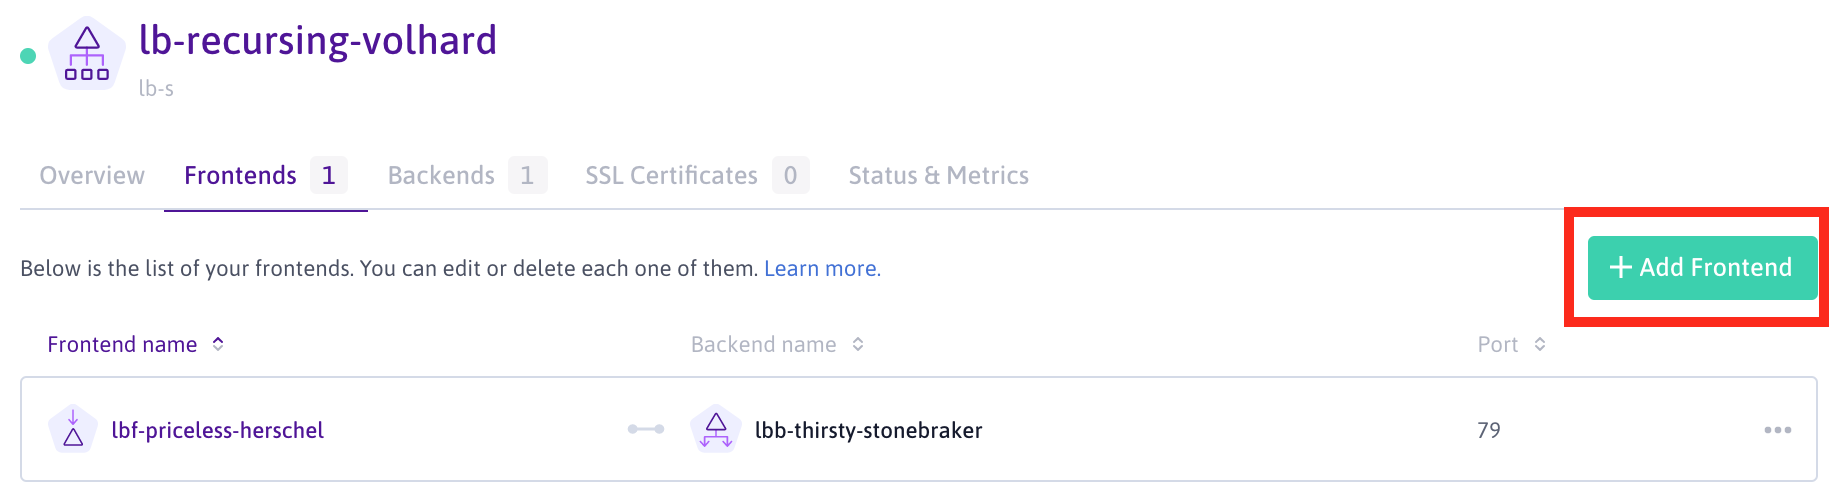 lb-recursing-volhard
lb-s
Overview Frontends 1 Backends 1 SSL Certificates 0 Status & Metrics
Below is the list of your frontends. You can edit or delete each one of them. Learn more.
+ Add Frontend
Frontend name Backend name Port
lbf-priceless-herschel lbb-thirsty-stonebraker 79